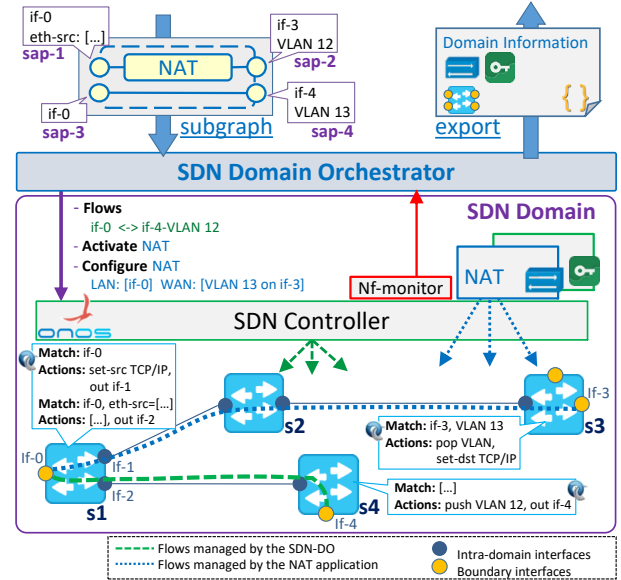 if-0
eth-src: […]
sap-1
NAT
if-3
VLAN 12
sap-2
if-0
sap-3
if-4
VLAN 13
sap-4
subgraph
Domain Information
{ }
export
SDN Domain Orchestrator
SDN Domain
- Flows
if-0 <-> if-4-VLAN 12
- Activate NAT
- Configure NAT
LAN: [if-0] WAN: [VLAN 13 on if-3]
Nf-monitor
NAT
onos
SDN Controller
Match: if-0
Actions: set-src TCP/IP,
out if-1
Match: if-0, eth-src=[…]
Actions: […], out if-2
s2
If-3
s3
Match: if-3, VLAN 13
Actions: pop VLAN,
set-dst TCP/IP
If-0
If-1
If-2
s1
s4
If-4
Match: […]
Actions: push VLAN 12, out if-4
Flows managed by the SDN-DO
Flows managed by the NAT application
Intra-domain interfaces
Boundary interfaces